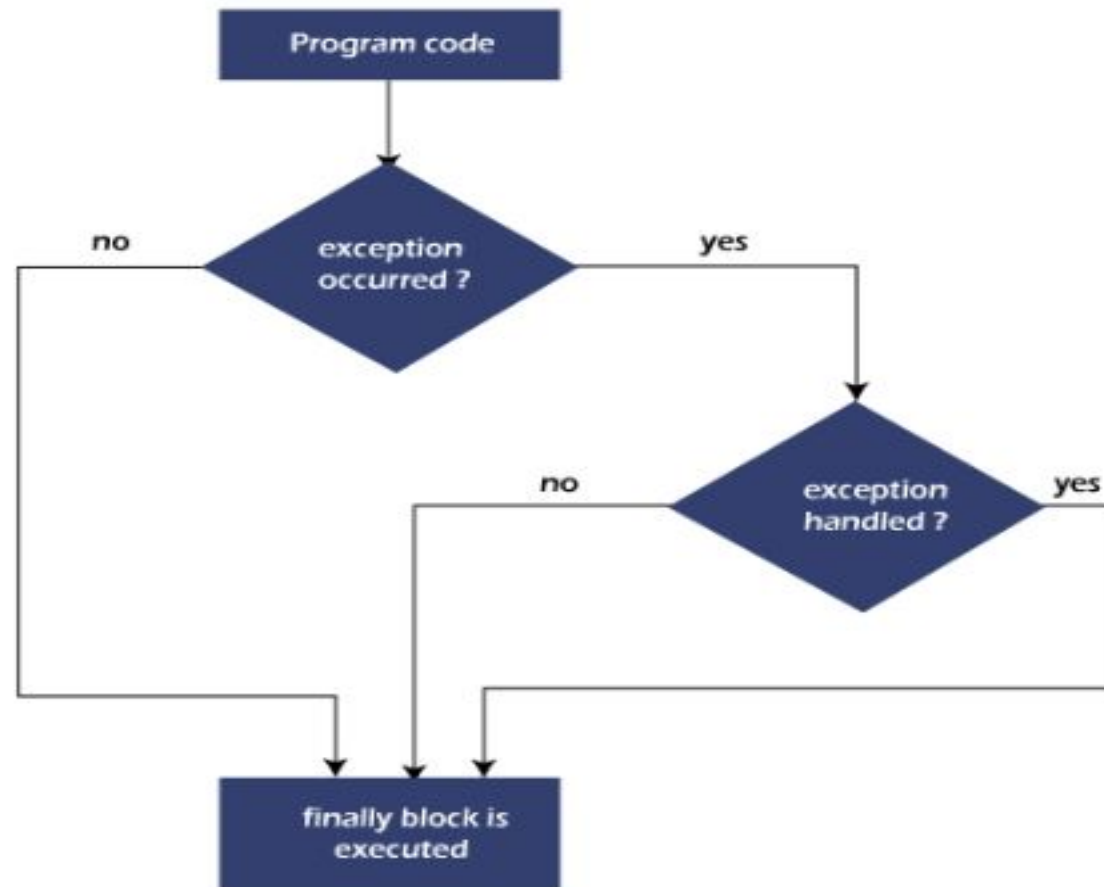 Program code
no
exception
occurred ?
yes
no
exception
handled ?
yes
finally block is
executed